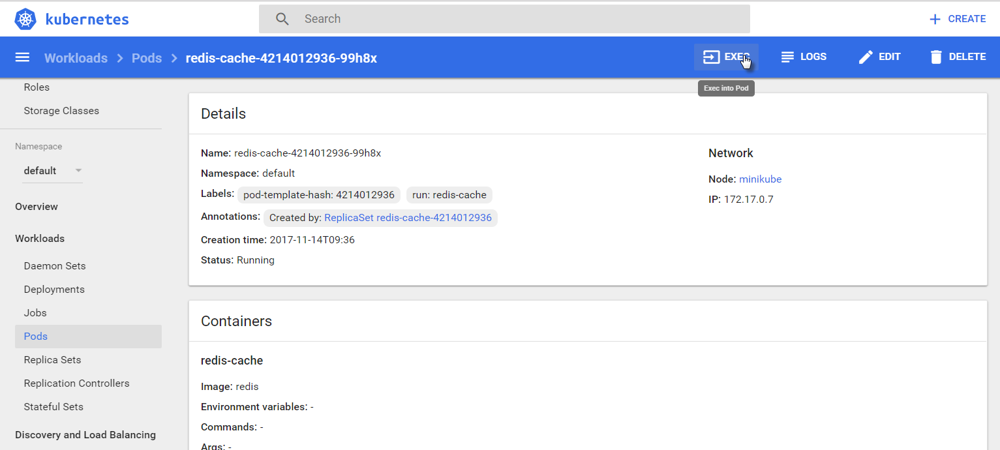 kubernetes
Search
+ CREATE
Workloads > Pods > redis-cache-4214012936-99h8x
EXEC
LOGS
EDIT
DELETE
Exec into Pod
Roles
Storage Classes
Namespace
default
Overview
Workloads
Daemon Sets
Deployments
Jobs
Pods
Replica Sets
Replication Controllers
Stateful Sets
Discovery and Load Balancing
Details
Name: redis-cache-4214012936-99h8x
Namespace: default
Labels: pod-template-hash: 4214012936 run: redis-cache
Annotations: Created by: ReplicaSet redis-cache-4214012936
Creation time: 2017-11-14T09:36
Status: Running
Network
Node: minikube
IP: 172.17.0.7
Containers
redis-cache
Image: redis
Environment variables: -
Commands: -
Args: -